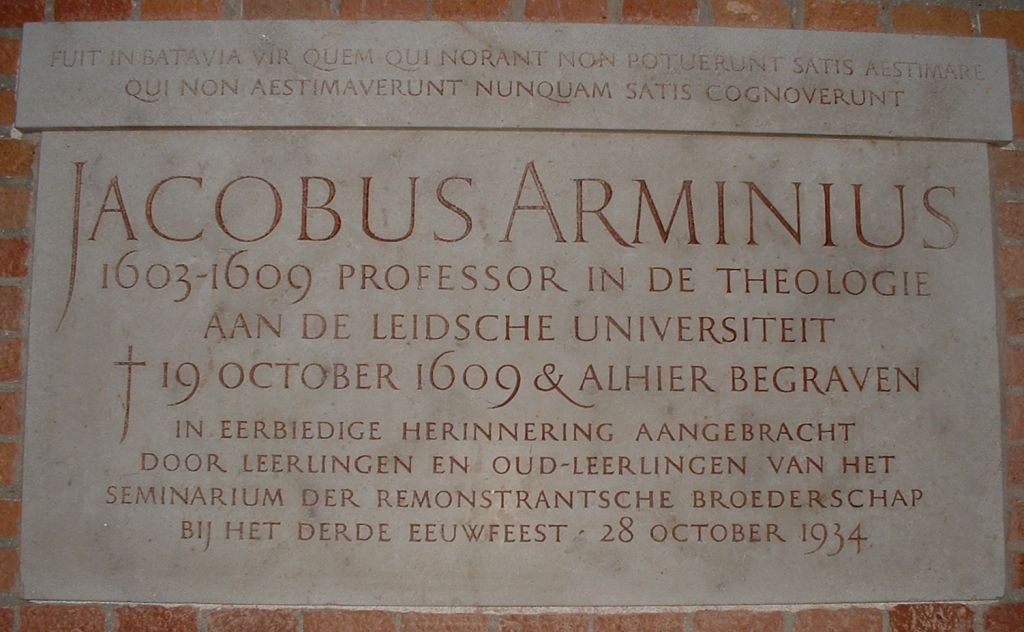 FUIT IN BATAVIA VIR QUEM QUI NORANT NON POTUERUNT SATIS AESTIMARE
QUI NON AESTIMAVERUNT NUNQUAM SATIS COGNOVERUNT
JACOBUS ARMINIUS
1603-1609 PROFESSOR IN DE THEOLOGIE
AAN DE LEIDSCHE UNIVERSITEIT
† 19 OCTOBER 1609 & ALHIER BEGRAVEN
IN EERBIEDIGE HERINNERING AANGEBRACHT
DOOR LEERLINGEN EN OUD-LEERLINGEN VAN HET
SEMINARIUM DER REMONSTRANTSCHE BROEDERSCHAP
BIJ HET DERDE EEUWFEEST · 28 OCTOBER 1934